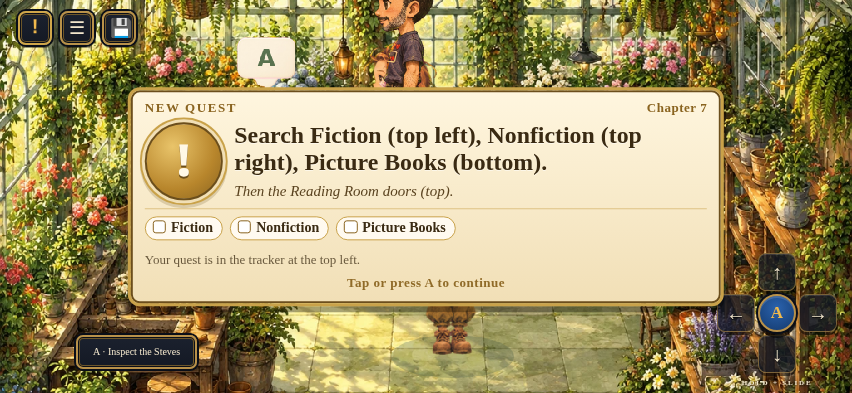 !
A
NEW QUEST
Chapter 7
!
Search Fiction (top left), Nonfiction (top
right), Picture Books (bottom).
Then the Reading Room doors (top).
Fiction
Nonfiction
Picture Books
Your quest is in the tracker at the top left.
Tap or press A to continue
A · Inspect the Steves
↑
← A →
↓